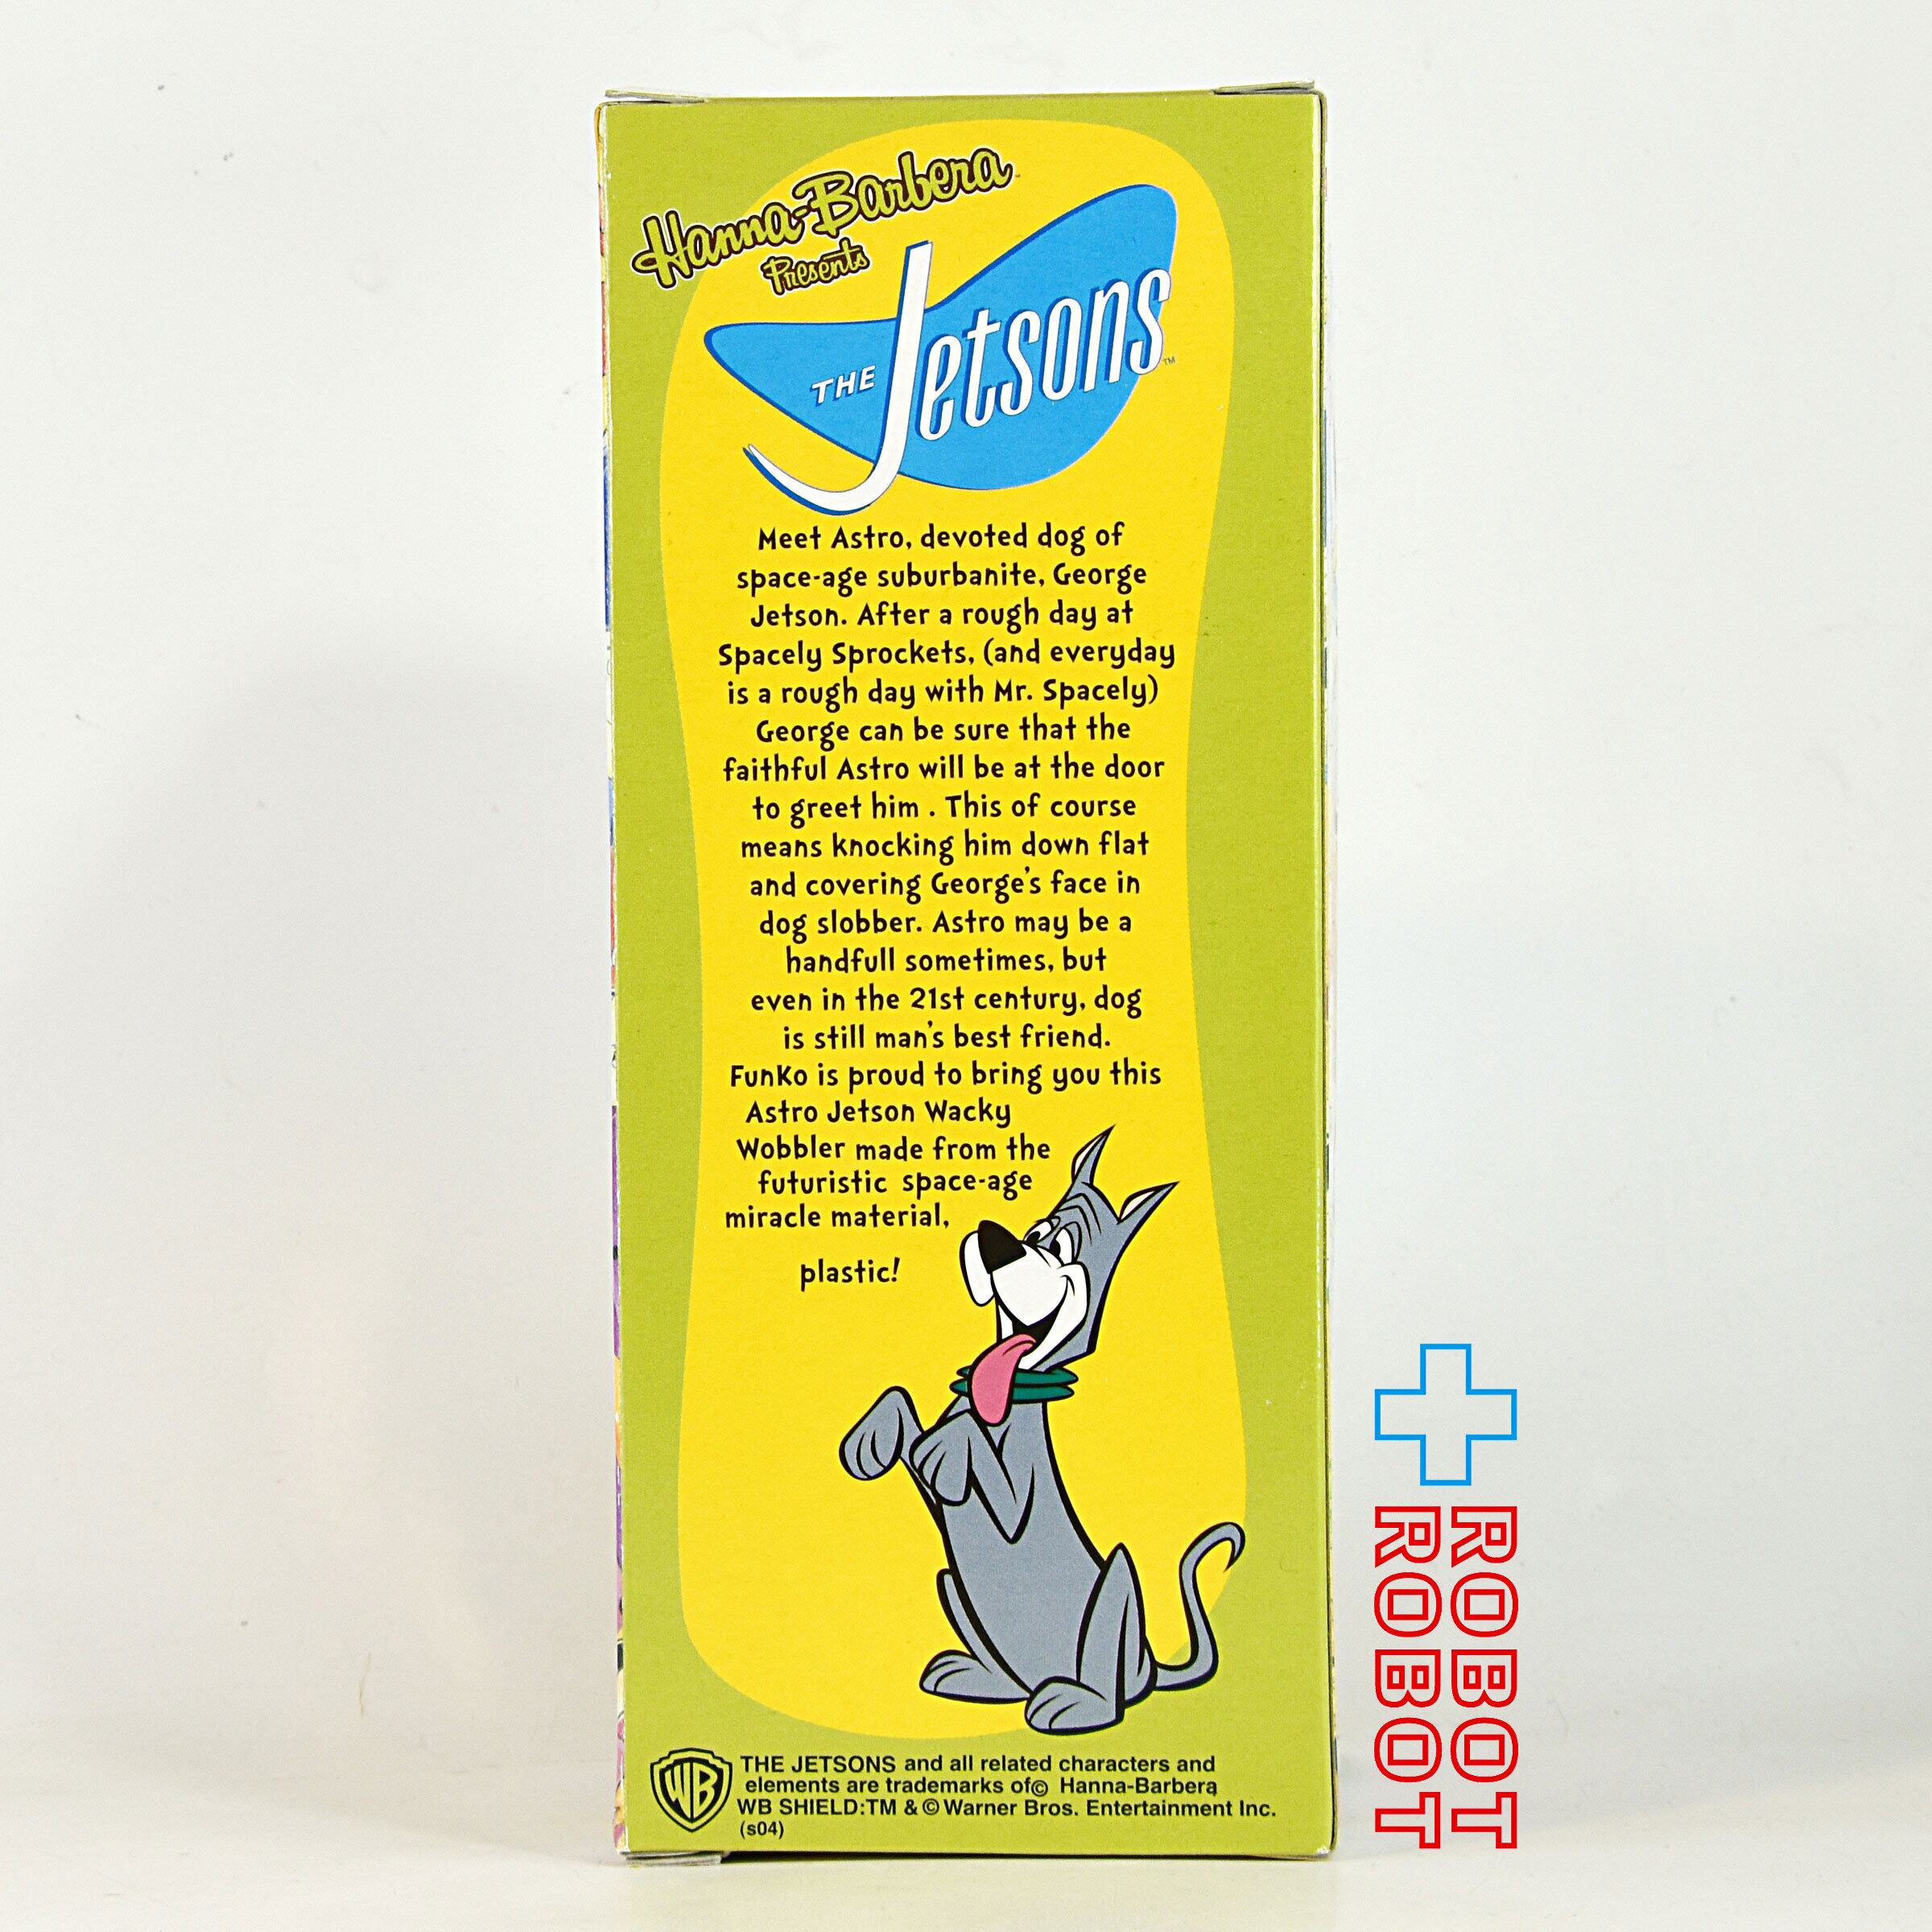 Hanna-Barbera
Presents
THE Jetsons™
Meet Astro, devoted dog of
space-age suburbanite, George
Jetson. After a rough day at
Spacely Sprockets, (and everyday
is a rough day with Mr. Spacely)
George can be sure that the
faithful Astro will be at the door
to greet him . This of course
means knocking him down flat
and covering George's face in
dog slobber. Astro may be a
handfull sometimes, but
even in the 21st century, dog
is still man's best friend.
FunKo is proud to bring you this
Astro Jetson Wacky
Wobbler made from the
futuristic space-age
miracle material,
plastic!
WB
THE JETSONS and all related characters and
elements are trademarks of© Hanna-Barbera
WB SHIELD:TM & © Warner Bros. Entertainment Inc.
(s04)
ROBOT
ROBOT